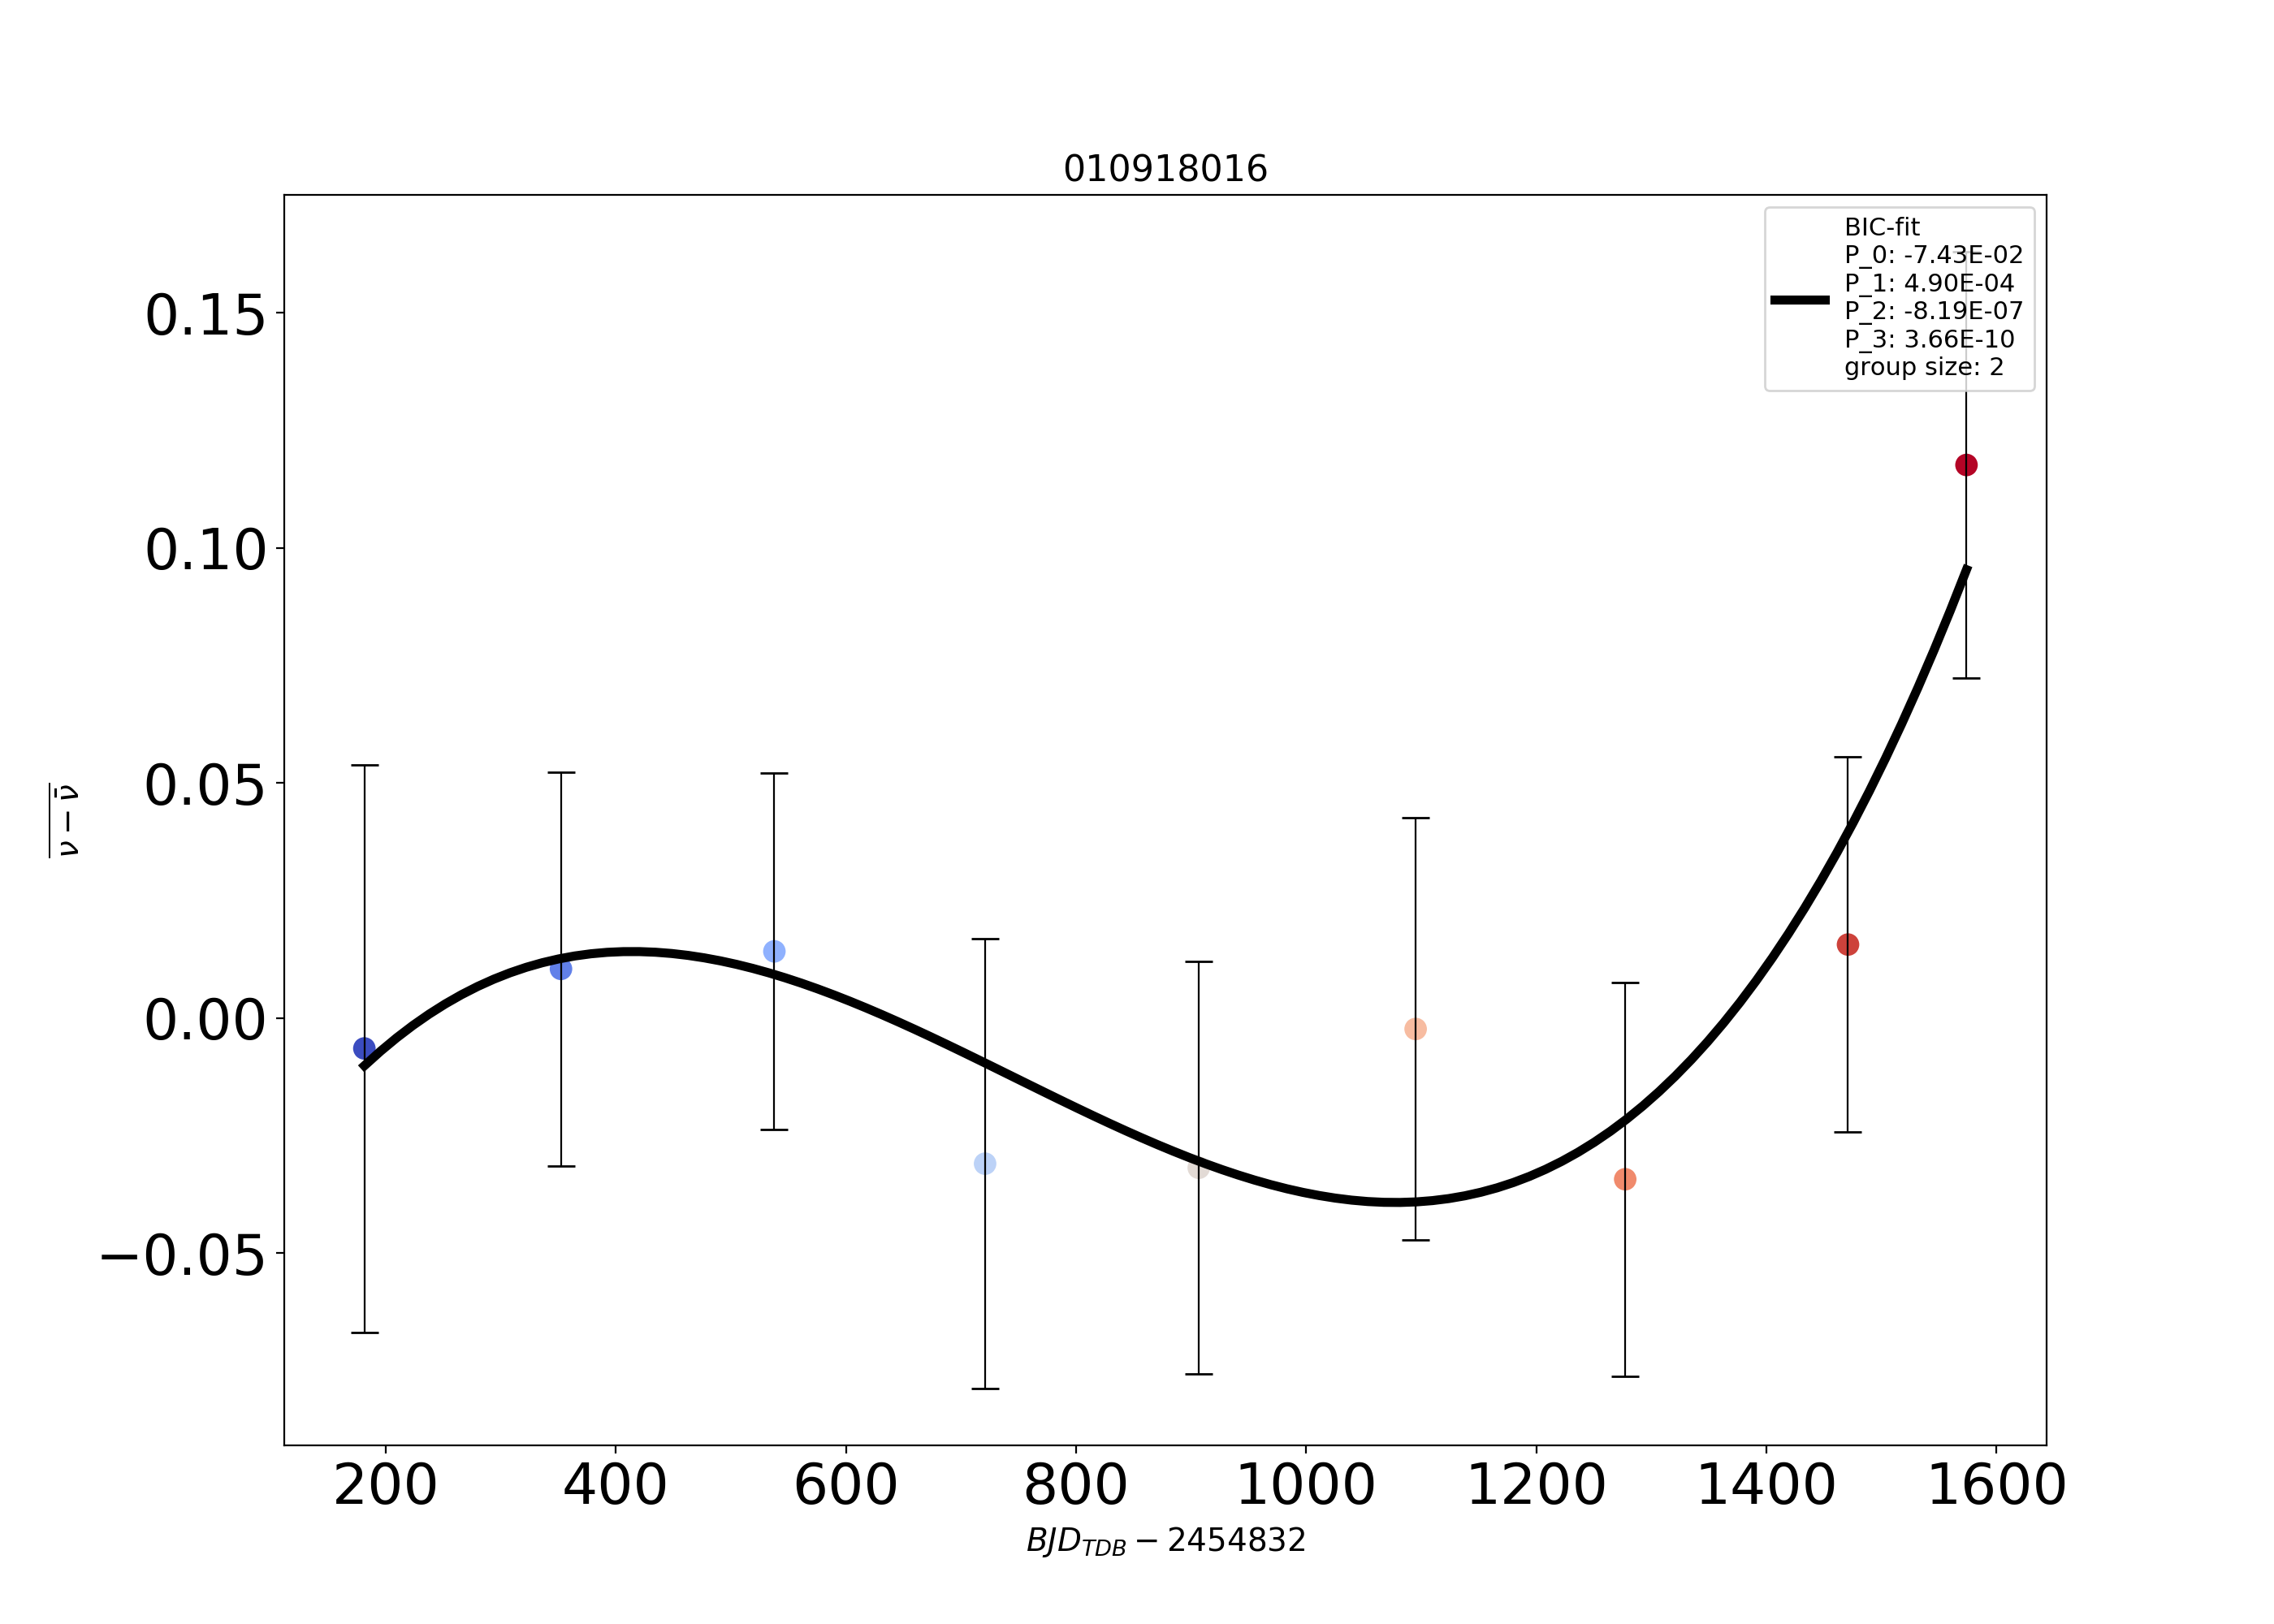 010918016
BIC-fit
P_0: -7.43E-02
P_1: 4.90E-04
P_2: -8.19E-07
P_3: 3.66E-10
group size: 2
0.15
0.10
0.05
0.00
−0.05
ν − ν̄
200 400 600 800 1000 1200 1400 1600
BJD_TDB − 2454832